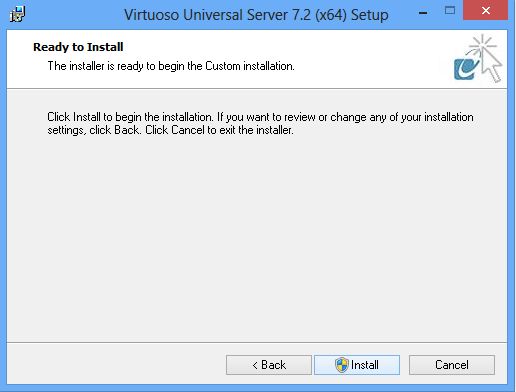 Virtuoso Universal Server 7.2 (x64) Setup
Ready to Install
The installer is ready to begin the Custom installation.
Click Install to begin the installation. If you want to review or change any of your installation
settings, click Back. Click Cancel to exit the installer.
< Back
Install
Cancel